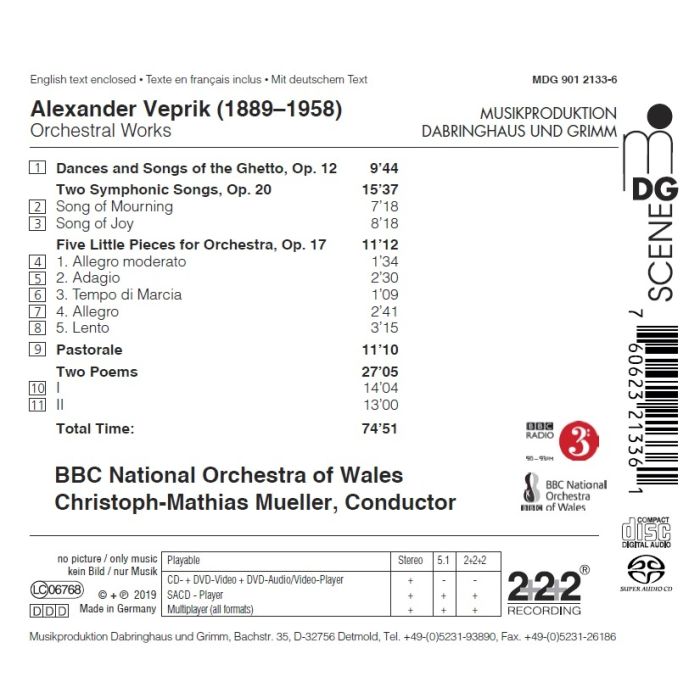 English text enclosed • Texte en français inclus • Mit deutschem Text
MDG 901 2133-6
Alexander Veprik (1889–1958)
Orchestral Works
MUSIKPRODUKTION
DABRINGHAUS UND GRIMM
mDG
SCENE
1 Dances and Songs of the Ghetto, Op. 12 9'44
Two Symphonic Songs, Op. 20 15'37
2 Song of Mourning 7'18
3 Song of Joy 8'18
Five Little Pieces for Orchestra, Op. 17 11'12
4 1. Allegro moderato 1'34
5 2. Adagio 2'30
6 3. Tempo di Marcia 1'09
7 4. Allegro 2'41
8 5. Lento 3'15
9 Pastorale 11'10
Two Poems 27'05
10 I 14'04
11 II 13'00
Total Time: 74'51
7 60623 21336 1
BBC
RADIO
3
90 – 93FM
BBC National Orchestra of Wales
Christoph-Mathias Mueller, Conductor
BBC National
Orchestra
BBC of Wales
COMPACT
disc
DIGITAL AUDIO
SUPER AUDIO CD
no picture / only music
kein Bild / nur Musik
LC06768
© + ℗ 2019
DDD
Made in Germany
Playable Stereo 5.1 2+2+2
CD- + DVD-Video + DVD-Audio/Video-Player + - -
SACD - Player + + +
Multiplayer (all formats) + + +
2+2+2®
RECORDING
Musikproduktion Dabringhaus und Grimm, Bachstr. 35, D-32756 Detmold, Tel. +49-(0)5231-93890, Fax. +49-(0)5231-26186